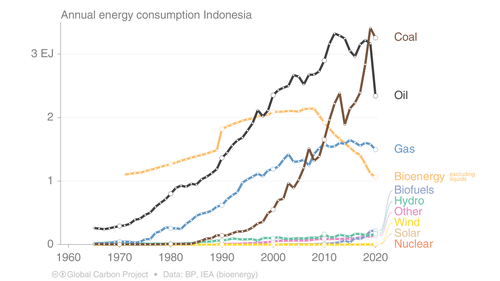 Annual energy consumption Indonesia
3 EJ
2
1
0
1960 1970 1980 1990 2000 2010 2020
Coal
Oil
Gas
Bioenergy excluding liquids
Biofuels
Hydro
Other
Wind
Solar
Nuclear
Global Carbon Project • Data: BP, IEA (bioenergy)